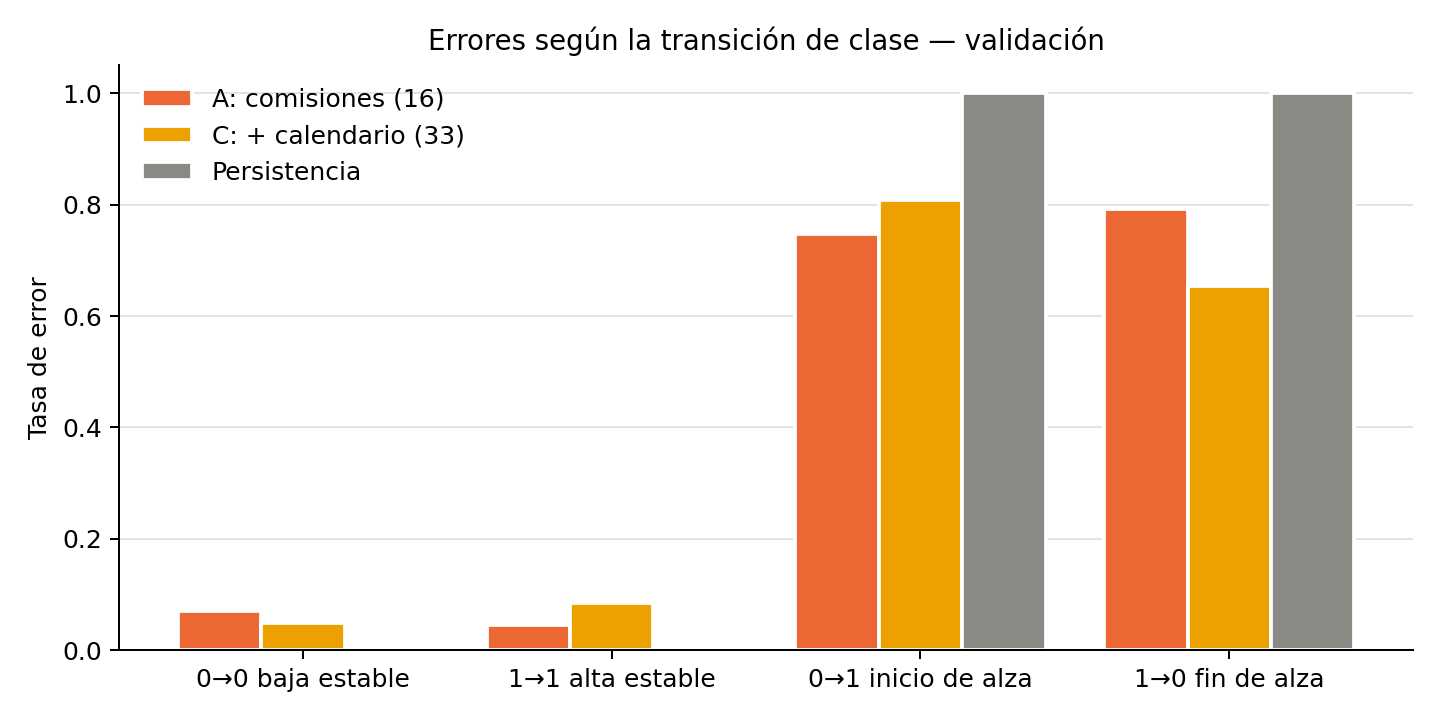 Errores según la transición de clase — validación
A: comisiones (16)
C: + calendario (33)
Persistencia
Tasa de error
1.0
0.8
0.6
0.4
0.2
0.0
0→0 baja estable
1→1 alta estable
0→1 inicio de alza
1→0 fin de alza